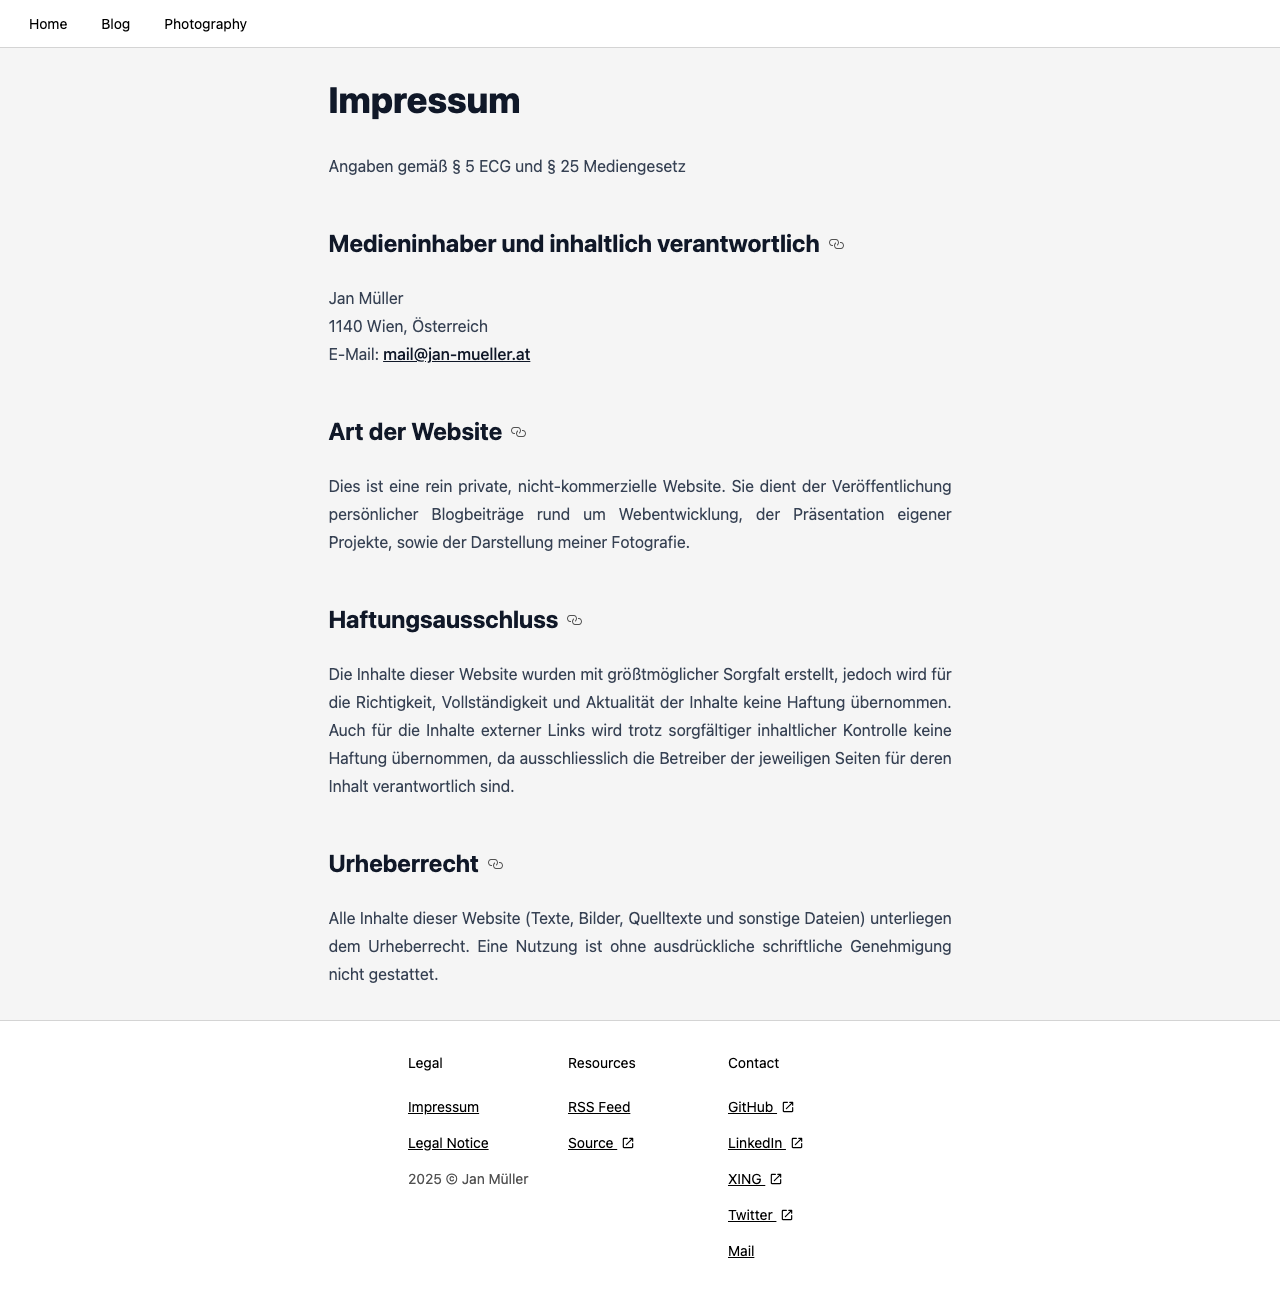 Home Blog Photography
Impressum
Angaben gemäß § 5 ECG und § 25 Mediengesetz
Medieninhaber und inhaltlich verantwortlich
Jan Müller
1140 Wien, Österreich
E-Mail: mail@jan-mueller.at
Art der Website
Dies ist eine rein private, nicht-kommerzielle Website. Sie dient der Veröffentlichung
persönlicher Blogbeiträge rund um Webentwicklung, der Präsentation eigener
Projekte, sowie der Darstellung meiner Fotografie.
Haftungsausschluss
Die Inhalte dieser Website wurden mit größtmöglicher Sorgfalt erstellt, jedoch wird für
die Richtigkeit, Vollständigkeit und Aktualität der Inhalte keine Haftung übernommen.
Auch für die Inhalte externer Links wird trotz sorgfältiger inhaltlicher Kontrolle keine
Haftung übernommen, da ausschliesslich die Betreiber der jeweiligen Seiten für deren
Inhalt verantwortlich sind.
Urheberrecht
Alle Inhalte dieser Website (Texte, Bilder, Quelltexte und sonstige Dateien) unterliegen
dem Urheberrecht. Eine Nutzung ist ohne ausdrückliche schriftliche Genehmigung
nicht gestattet.
Legal
Impressum
Legal Notice
2025 © Jan Müller
Resources
RSS Feed
Source
Contact
GitHub
LinkedIn
XING
Twitter
Mail